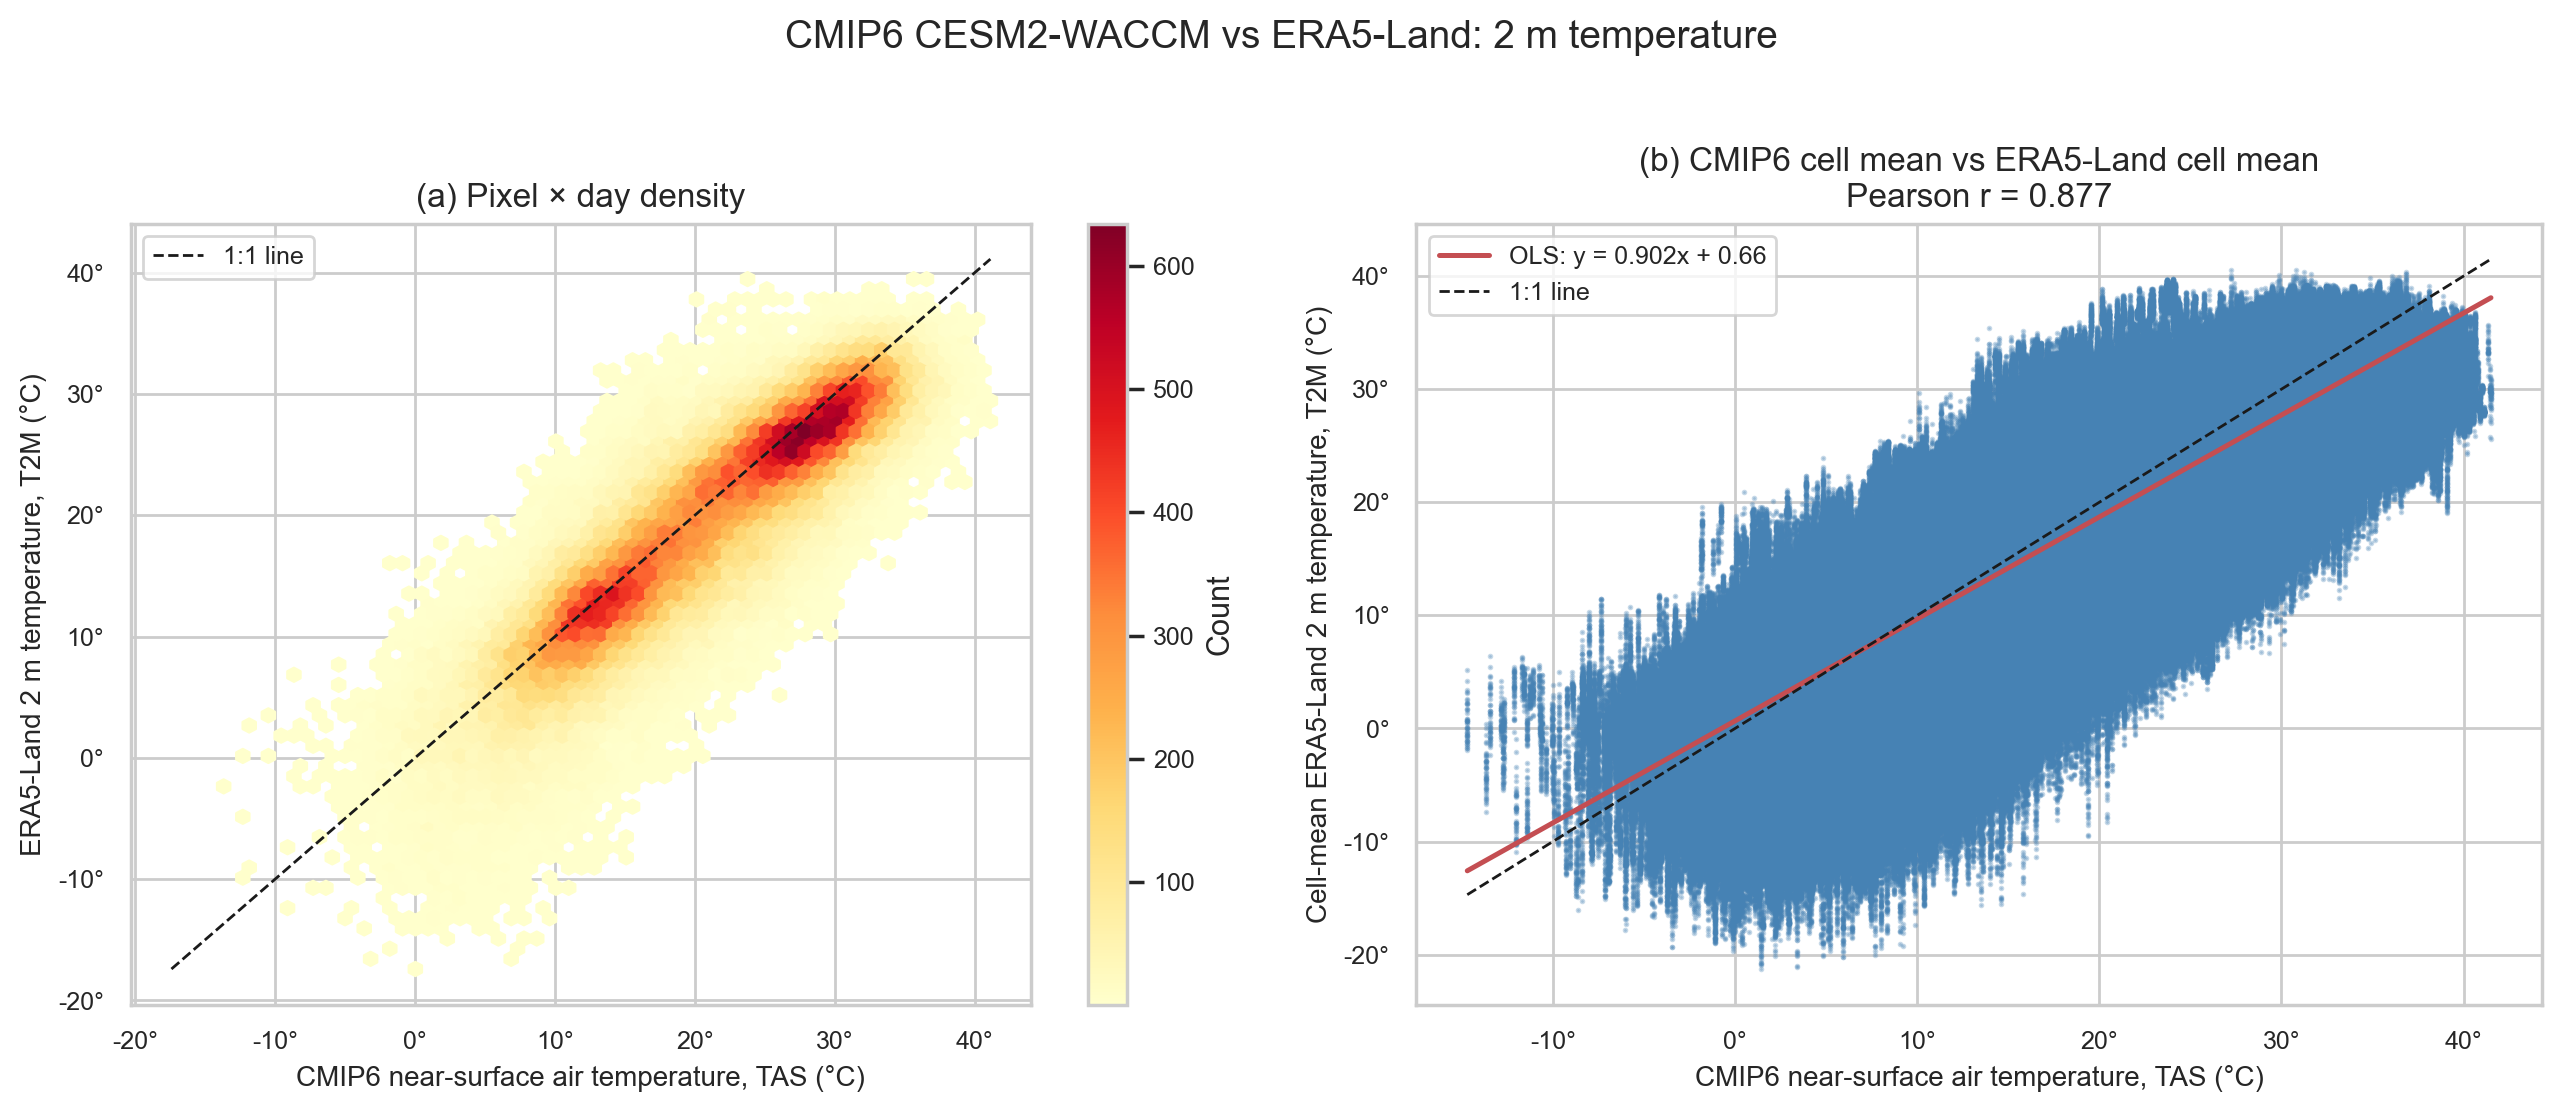 CMIP6 CESM2-WACCM vs ERA5-Land: 2 m temperature
(a) Pixel × day density
1:1 line
40°
30°
20°
10°
0°
-10°
-20°
ERA5-Land 2 m temperature, T2M (°C)
-20°
-10°
0°
10°
20°
30°
40°
CMIP6 near-surface air temperature, TAS (°C)
600
500
400
300
200
100
Count
(b) CMIP6 cell mean vs ERA5-Land cell mean
Pearson r = 0.877
OLS: y = 0.902x + 0.66
1:1 line
40°
30°
20°
10°
0°
-10°
-20°
Cell-mean ERA5-Land 2 m temperature, T2M (°C)
-10°
0°
10°
20°
30°
40°
CMIP6 near-surface air temperature, TAS (°C)